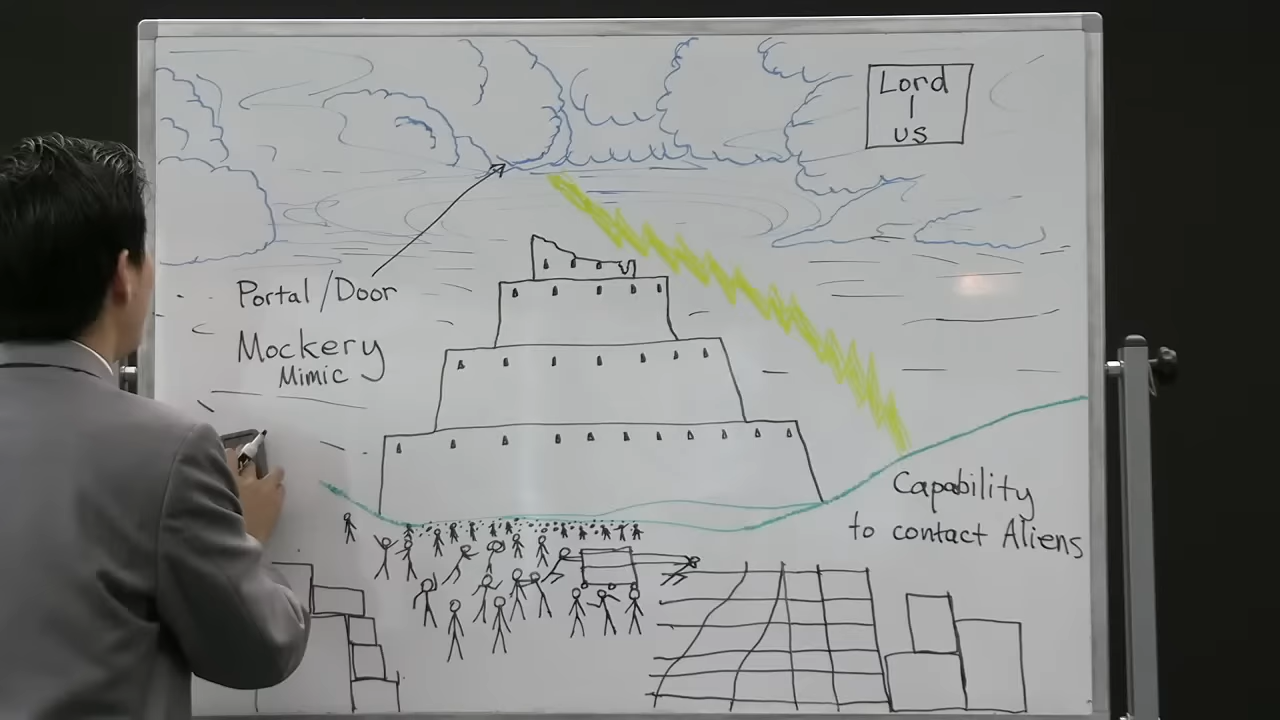 Lord
|
us
Portal/Door
Mockery
Mimic
Capability
to contact Aliens